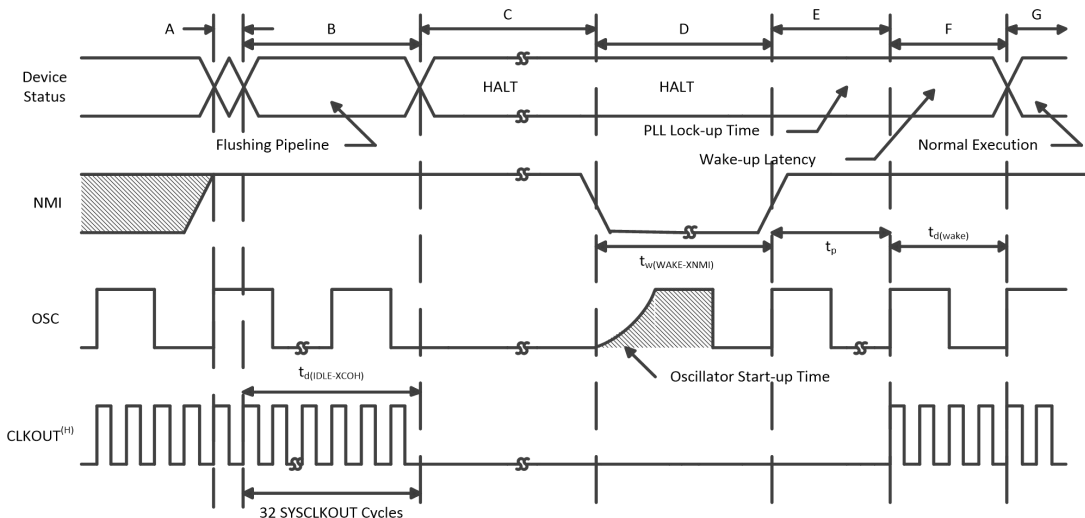 A
B
C
D
E
F
G
Device
Status
HALT
HALT
Flushing Pipeline
PLL Lock-up Time
Wake-up Latency
Normal Execution
NMI
tw(WAKE-XNMI)
tp
td(wake)
OSC
Oscillator Start-up Time
td(IDLE-XCOH)
CLKOUT(H)
32 SYSCLKOUT Cycles